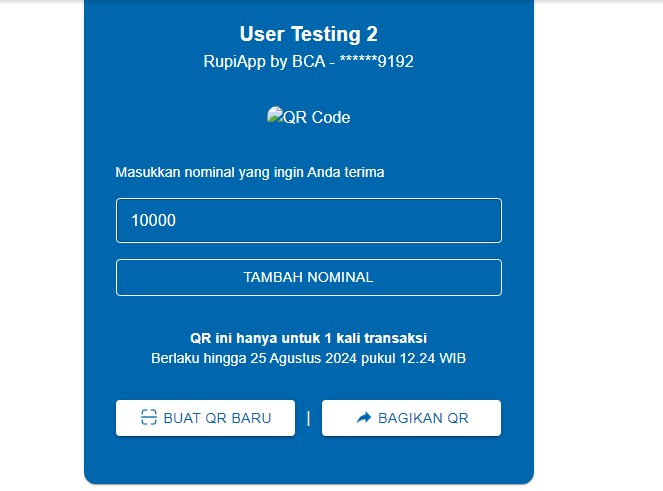 User Testing 2
RupiApp by BCA - ******9192
QR Code
Masukkan nominal yang ingin Anda terima
10000
TAMBAH NOMINAL
QR ini hanya untuk 1 kali transaksi
Berlaku hingga 25 Agustus 2024 pukul 12.24 WIB
BUAT QR BARU | BAGIKAN QR